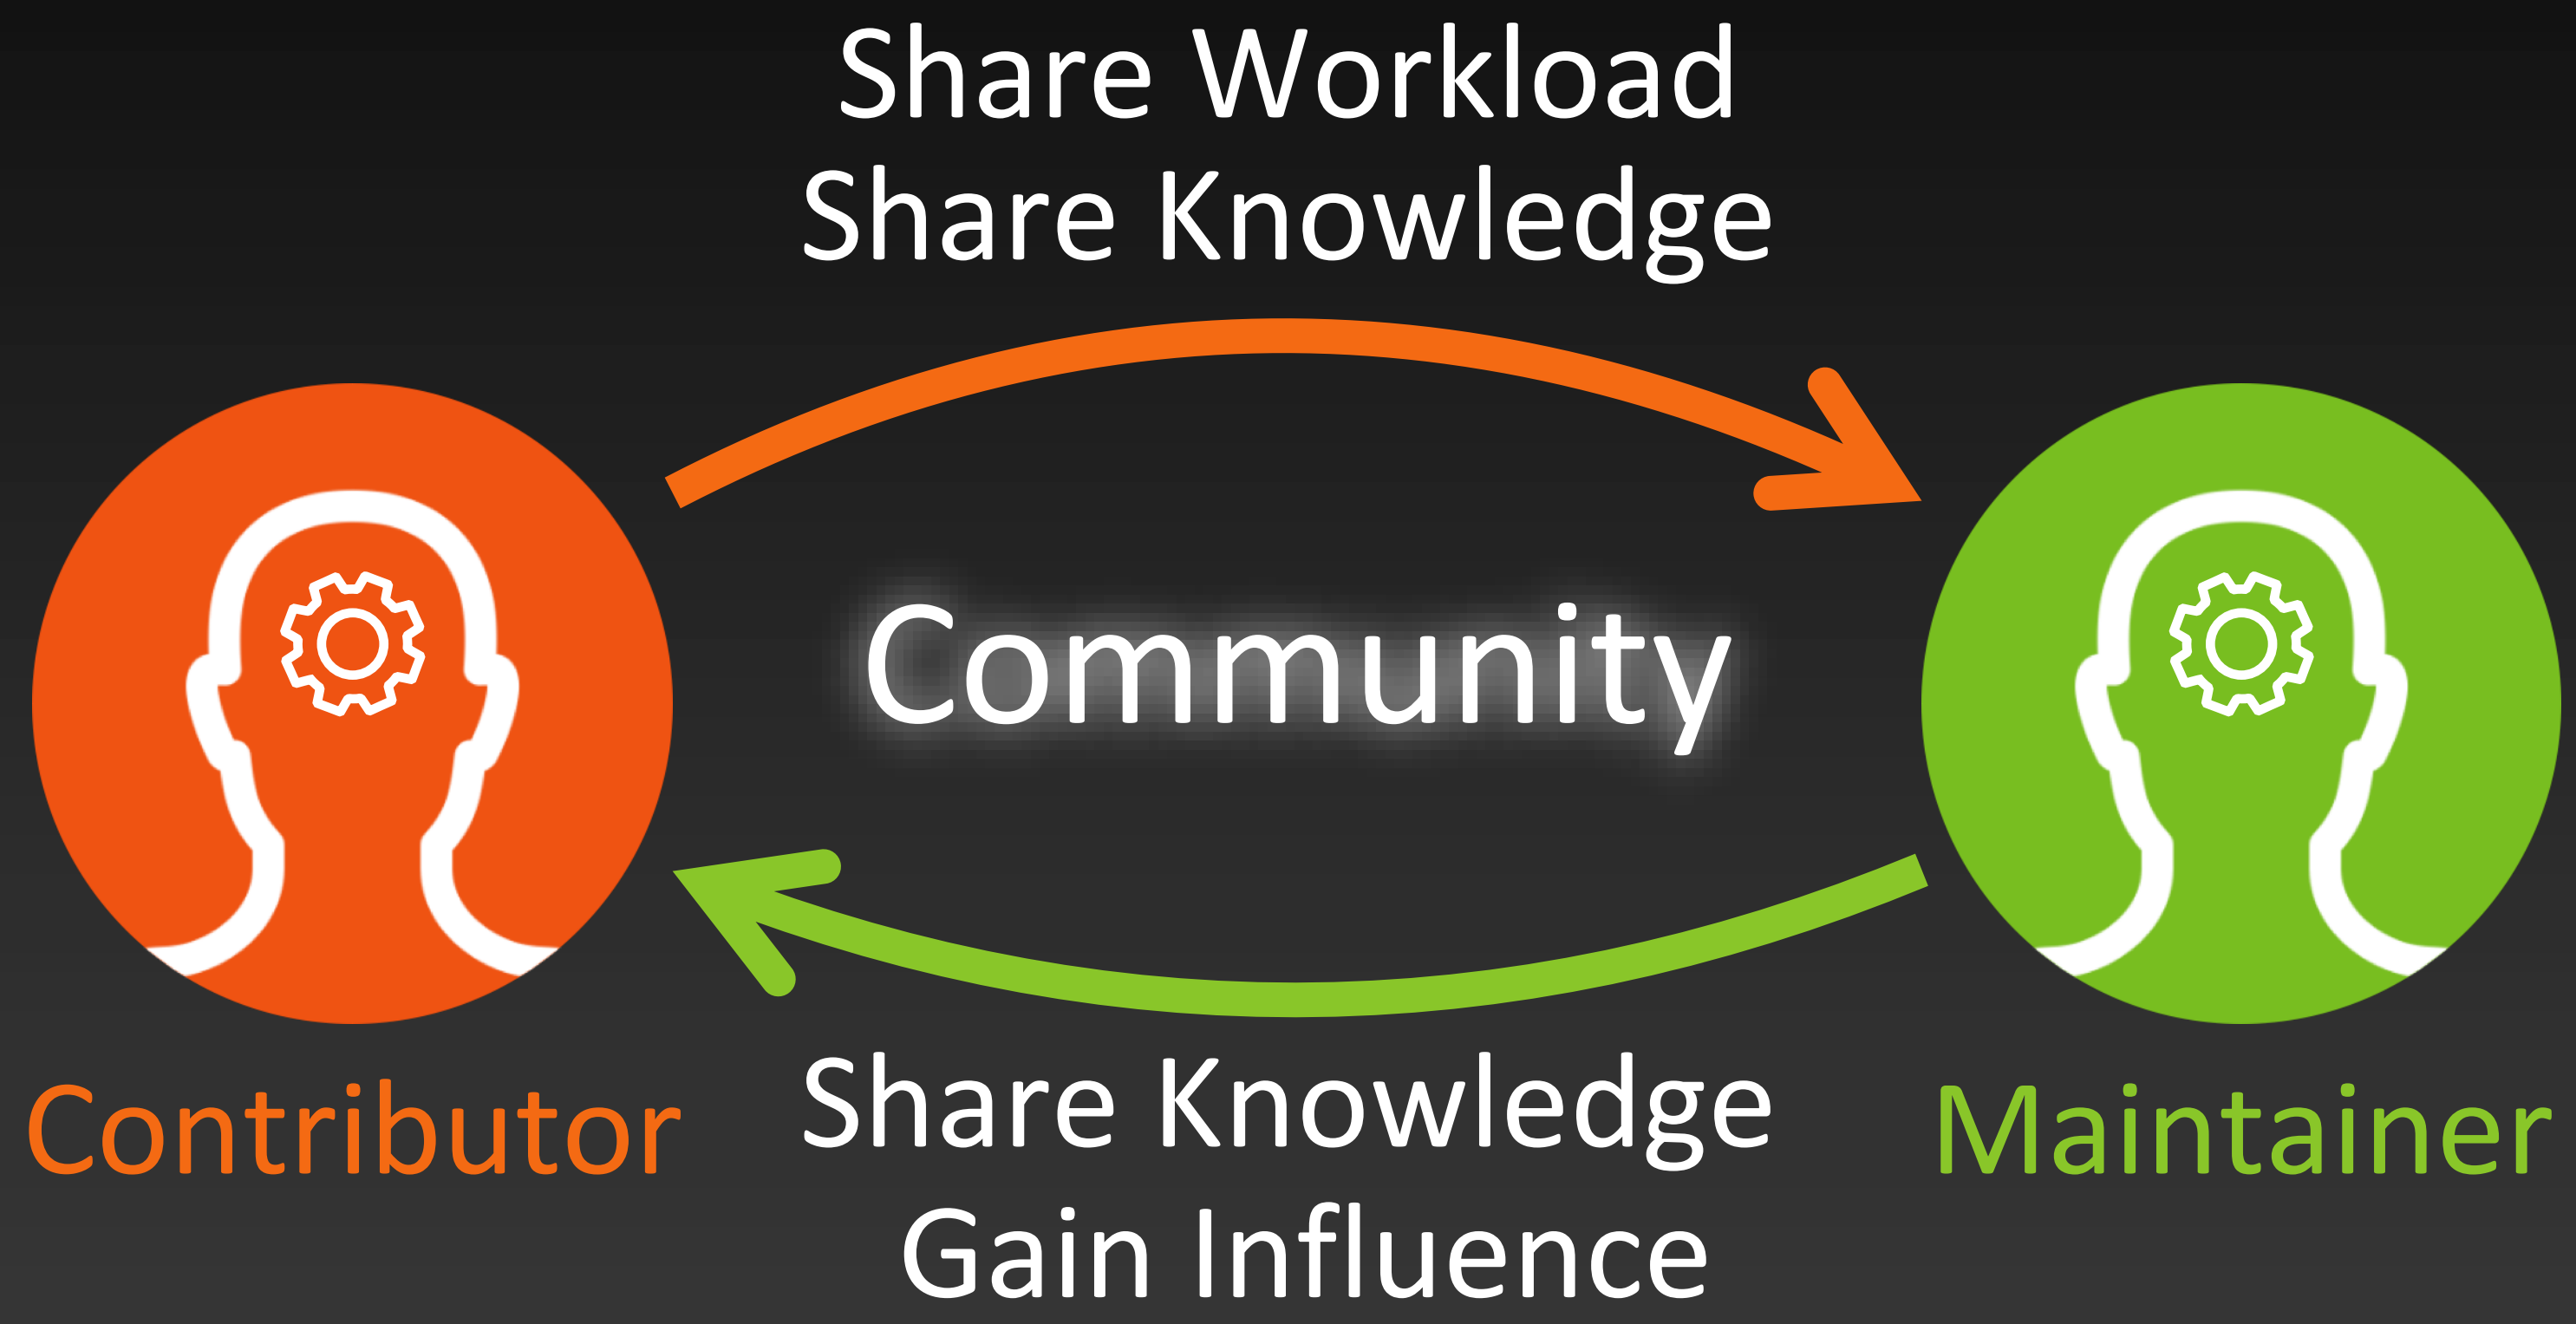 Share Workload
Share Knowledge
Community
Contributor
Share Knowledge
Gain Influence
Maintainer